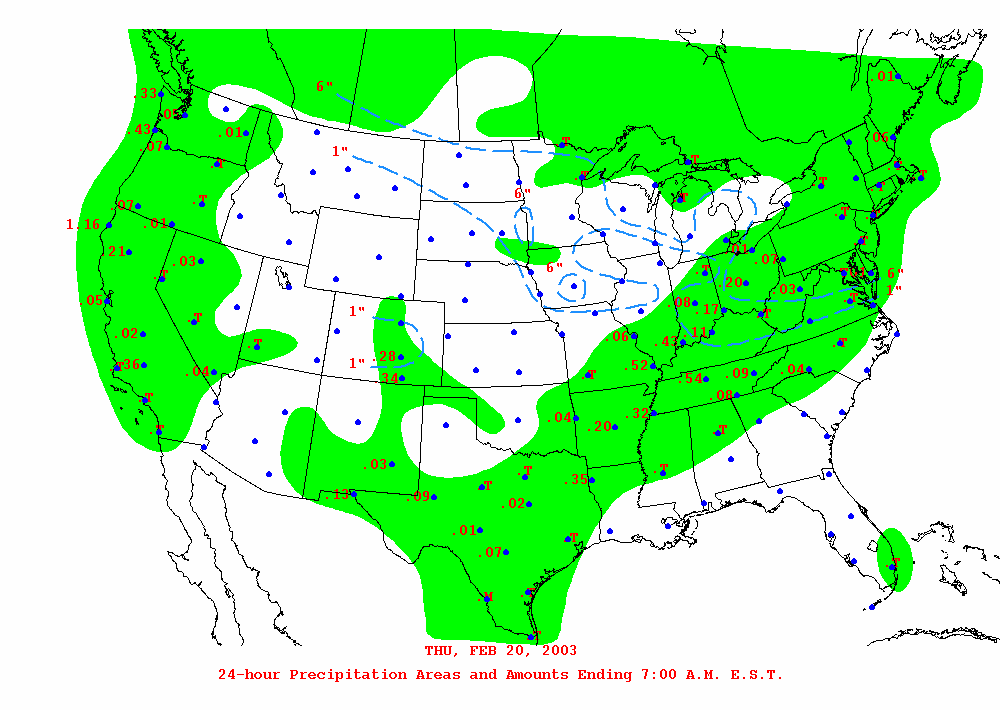 6"
.01
.33
.05
.43
.01
.06
.07
.T
1"
.T
.T
.T
.T
.T
.T
.T
6"
.T
.T
.07
.T
.T
1.16
.01
.T
.21
.01
.03
6"
.07
.T
.T
6"
.20
.03
1"
.05
.08
.T
1"
.17
.T
.T
.02
.06
.11
.43
.T
.T
.28
1"
.36
.T
.52
.04
.34
.T
.54
.09
.04
.08
.T
.04
.32
.20
.T
.T
.03
.T
.T
.35
.13
.09
.T
.02
.01
.T
.07
.T
.M
.T
.T
THU, FEB 20, 2003
24-hour Precipitation Areas and Amounts Ending 7:00 A.M. E.S.T.